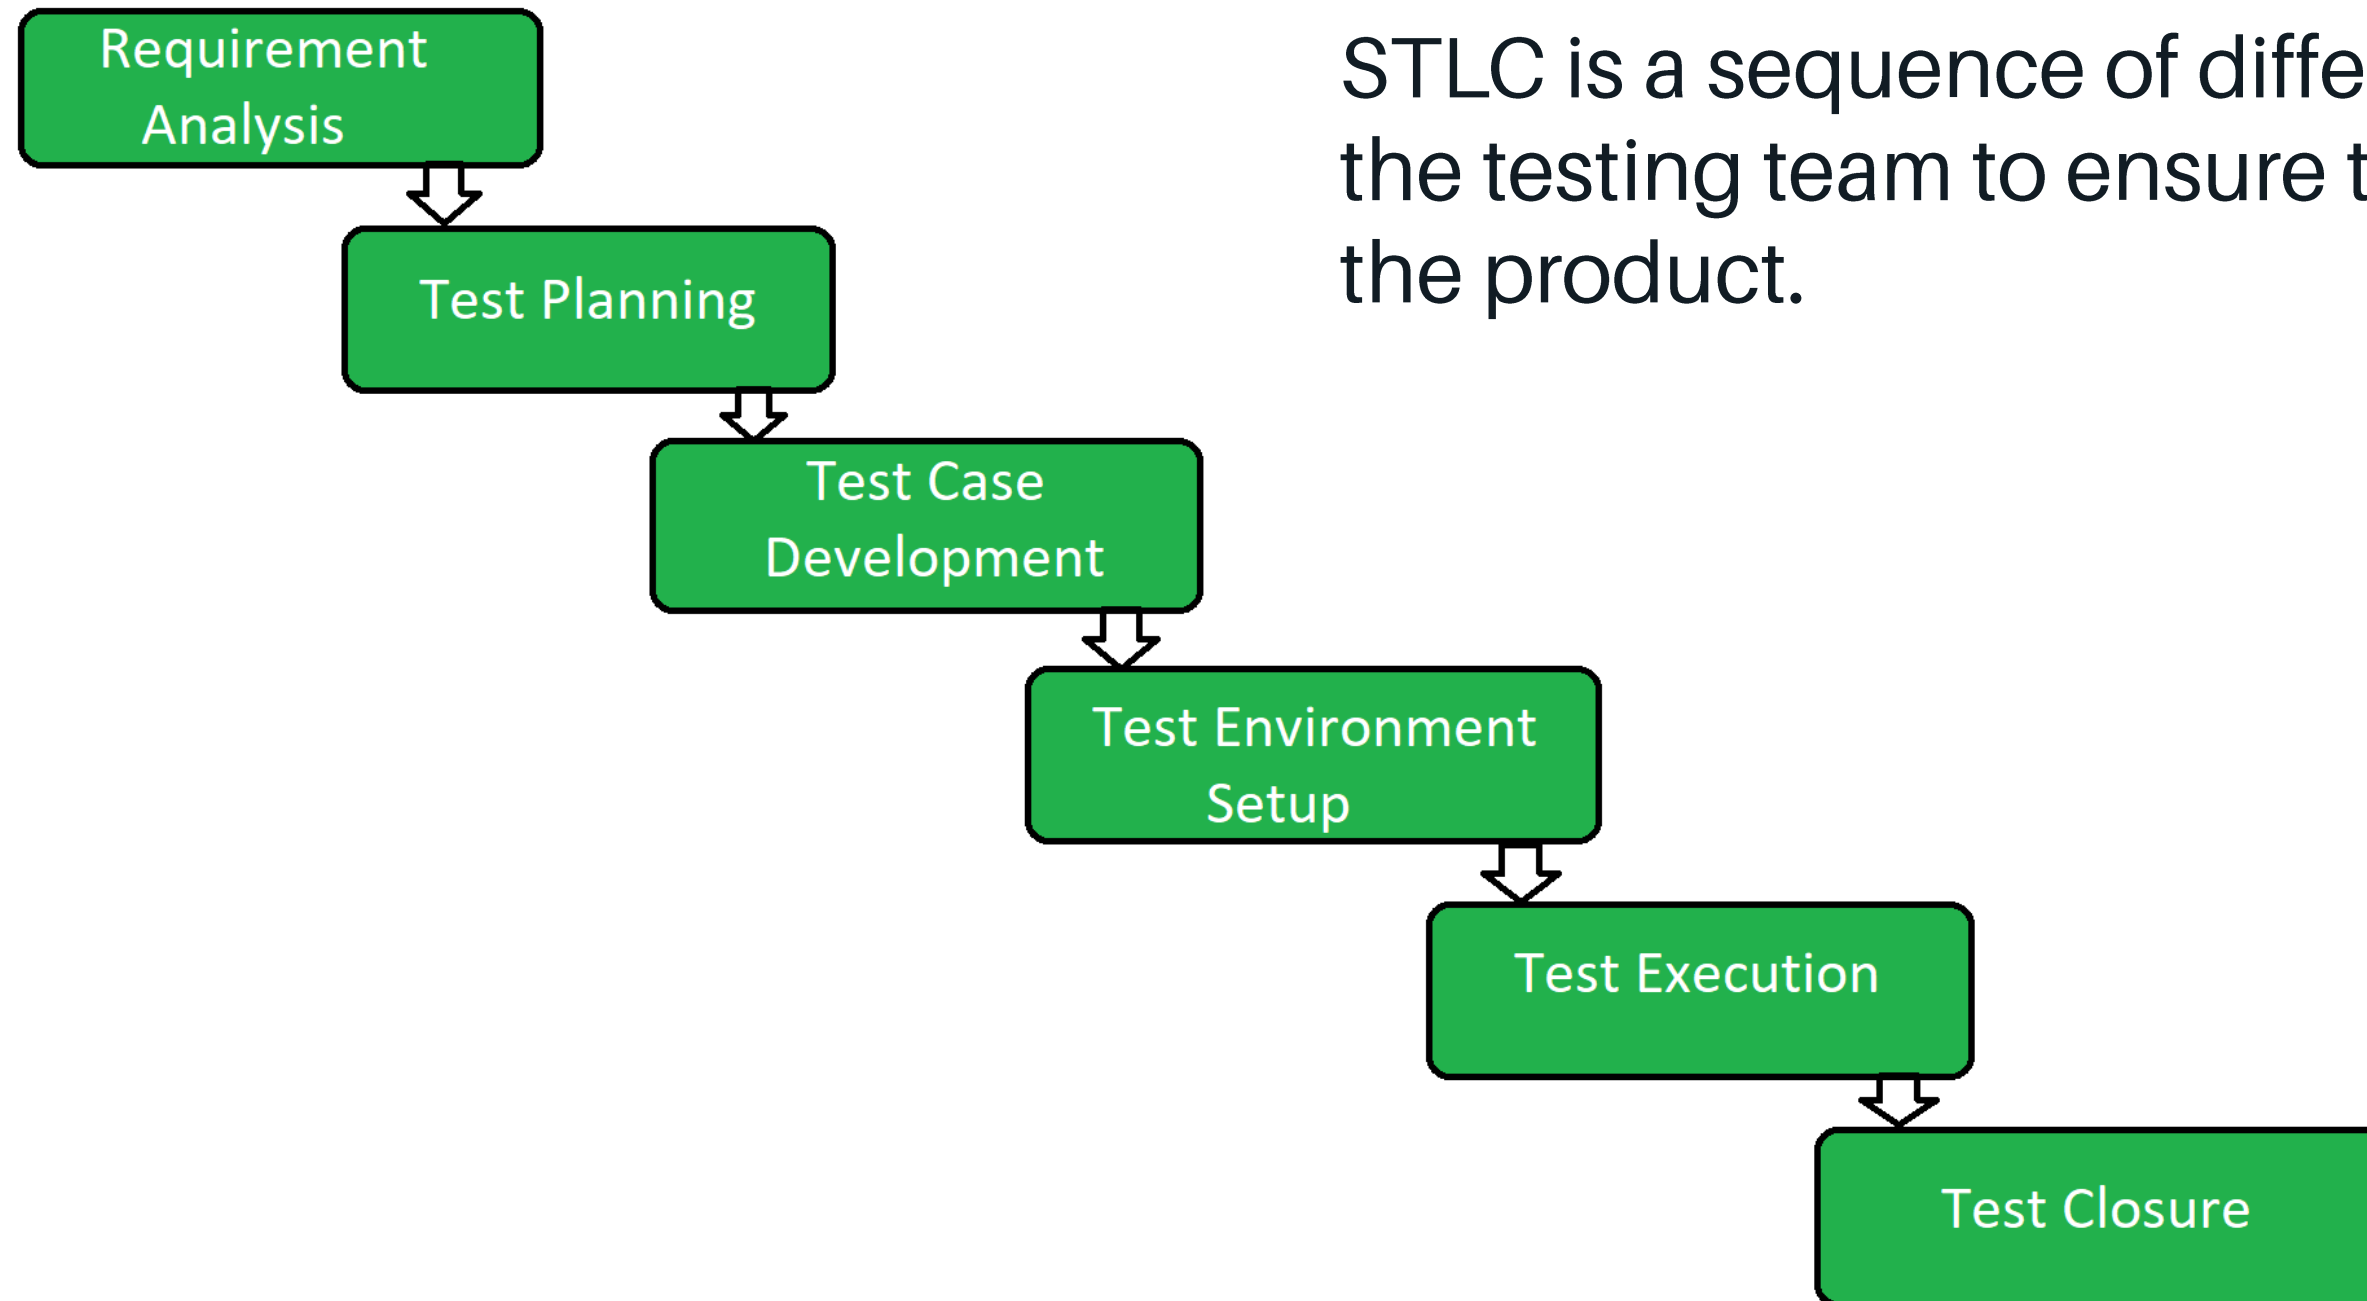 Requirement
Analysis
STLC is a sequence of diffe
the testing team to ensure t
the product.
Test Planning
Test Case
Development
Test Environment
Setup
Test Execution
Test Closure